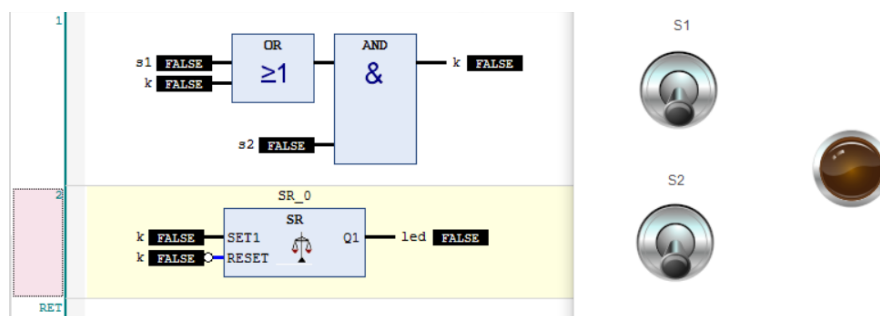 1
OR
AND
s1 FALSE
≥1
&
k FALSE
k FALSE
s2 FALSE
2
SR_0
SR
k FALSE SET1 Q1 led FALSE
k FALSE RESET
RET
S1
S2